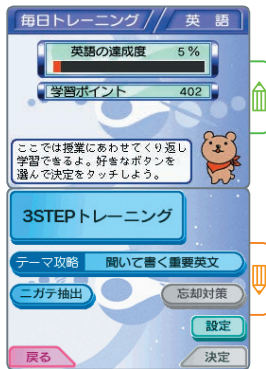 毎日トレーニング 英 語
英語の達成度 5%
学習ポイント 402
ここでは授業にあわせてくり返し
学習できるよ。好きなボタンを
選んで決定をタッチしよう。
3STEPトレーニング
テーマ攻略 聞いて書く重要英文
ニガテ抽出 忘却対策
設定
戻る 決定